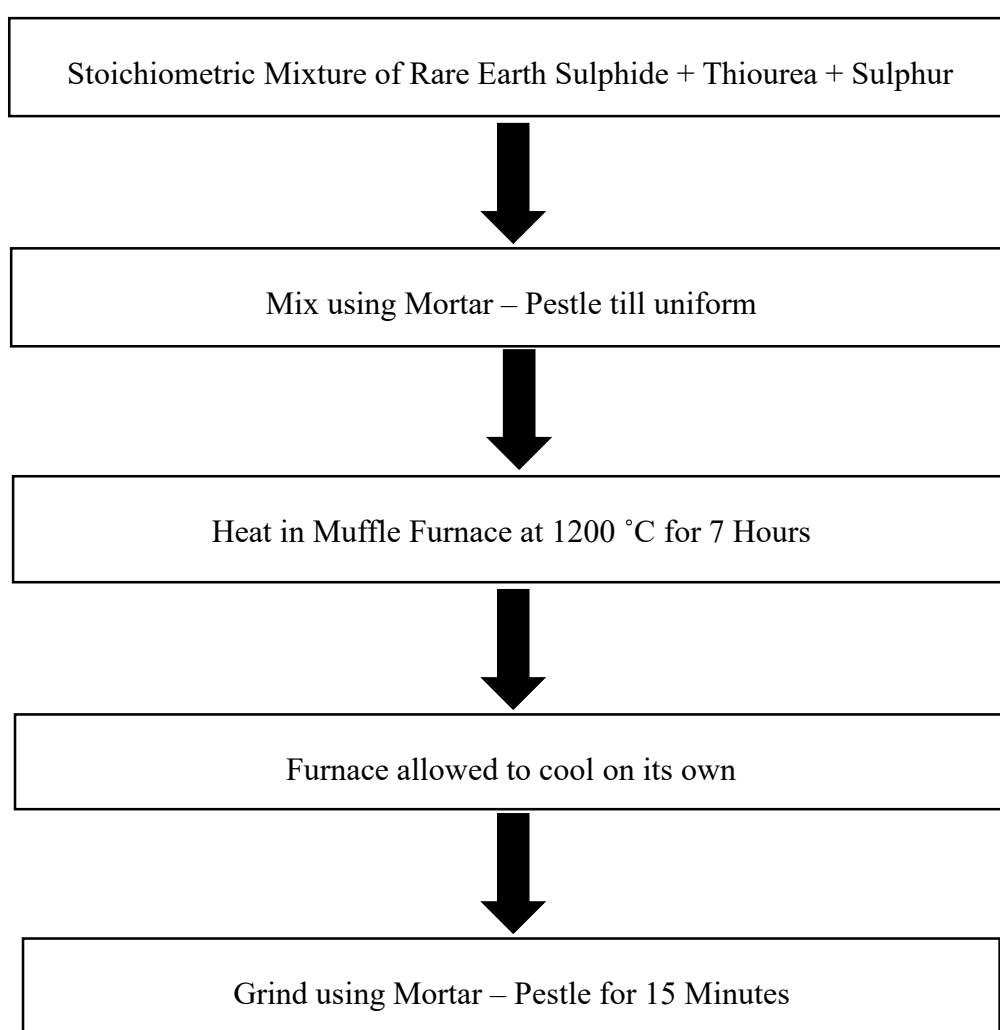 Stoichiometric Mixture of Rare Earth Sulphide + Thiourea + Sulphur
Mix using Mortar – Pestle till uniform
Heat in Muffle Furnace at 1200 ˚C for 7 Hours
Furnace allowed to cool on its own
Grind using Mortar – Pestle for 15 Minutes